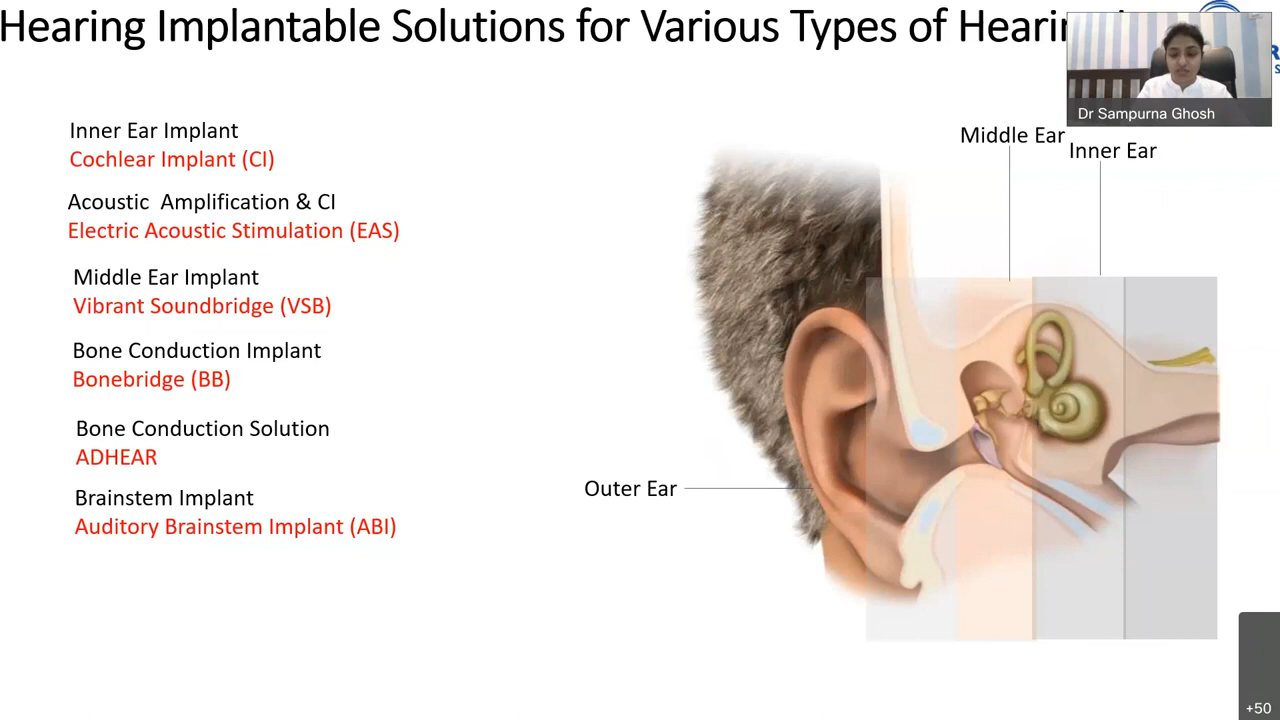 Hearing Implantable Solutions for Various Types of
Dr Sampurna Ghosh
Inner Ear Implant
Cochlear Implant (CI)
Acoustic Amplification & CI
Electric Acoustic Stimulation (EAS)
Middle Ear Implant
Vibrant Soundbridge (VSB)
Bone Conduction Implant
Bonebridge (BB)
Bone Conduction Solution
ADHEAR
Brainstem Implant
Auditory Brainstem Implant (ABI)
Middle Ear
Inner Ear
Outer Ear
+50